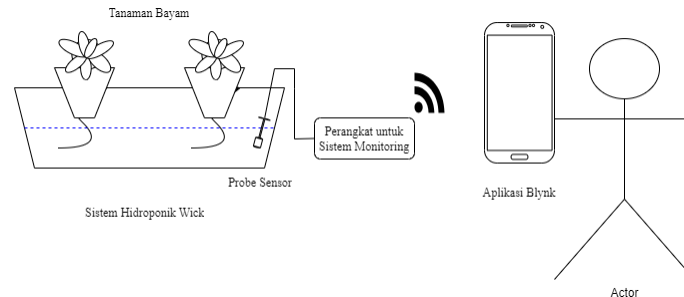 Tanaman Bayam
Perangkat untuk
Sistem Monitoring
Probe Sensor
Aplikasi Blynk
Sistem Hidroponik Wick
Actor